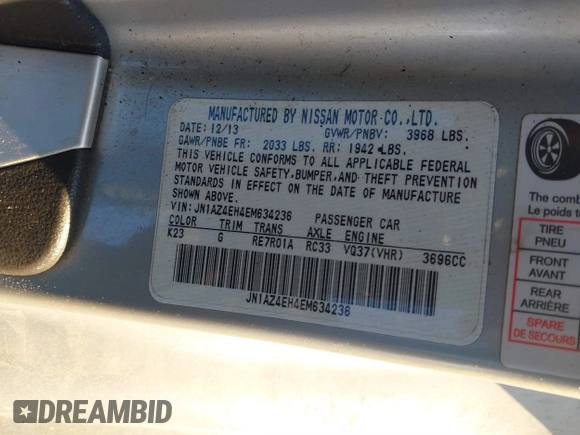 MANUFACTURED BY NISSAN MOTOR CO.,LTD.
DATE: 12/13 GVWR/PNBV: 3968 LBS.
GAWR/PNBE FR: 2033 LBS. RR: 1942 LBS.
THIS VEHICLE CONFORMS TO ALL APPLICABLE FEDERAL
MOTOR VEHICLE SAFETY, BUMPER, AND THEFT PREVENTION
STANDARDS IN EFFECT ON THE DATE OF MANUFACTURE
SHOWN ABOVE.
VIN: JN1AZ4EH4EM634236 PASSENGER CAR
COLOR TRIM TRANS AXLE ENGINE
K23 G RE7R01A RC33 VQ37(VHR) 3696CC
JN1AZ4EH4EM634236
The com
Le poids t
TIRE
PNEU
FRONT
AVANT
REAR
ARRIÈRE
SPARE
DE SECOURS
DREAMBID